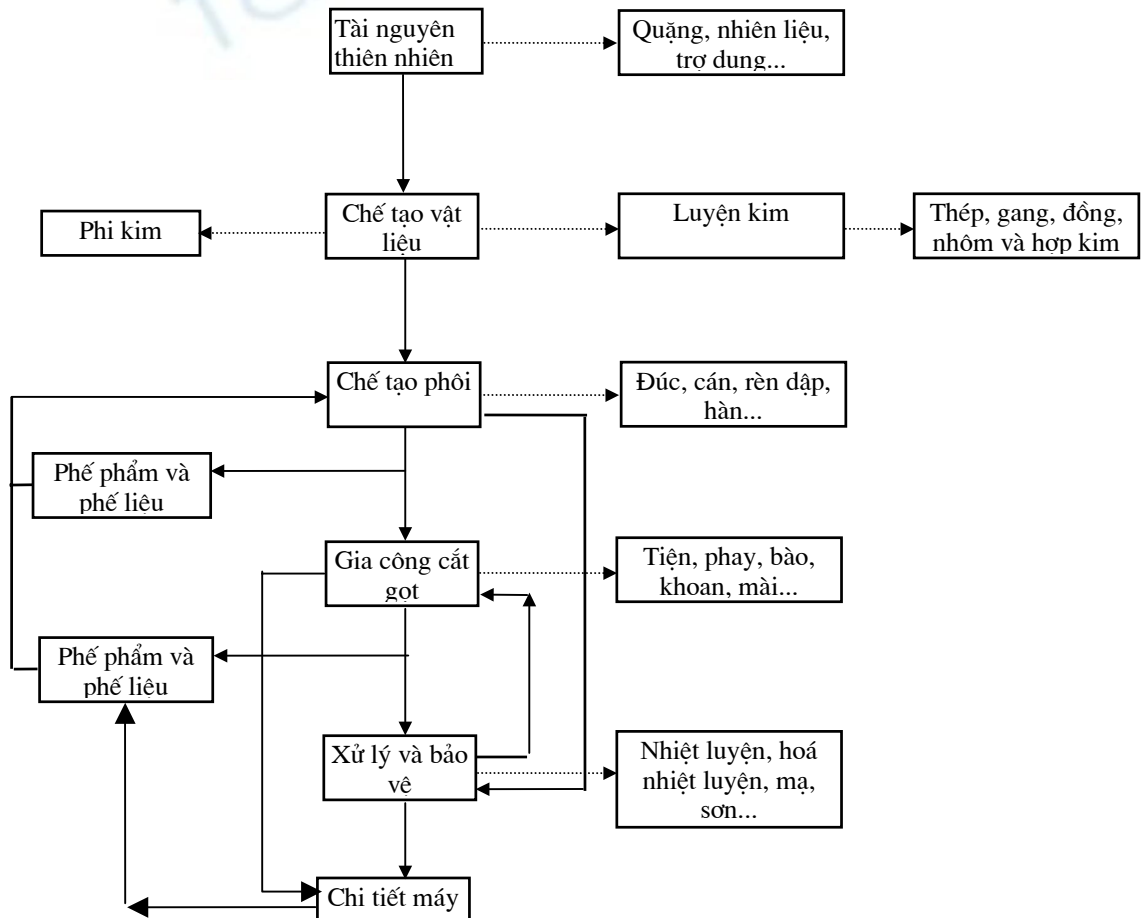 Tài nguyên
thiên nhiên
Quặng, nhiên liệu,
trợ dung...
Phi kim
Chế tạo vật
liệu
Luyện kim
Thép, gang, đồng,
nhôm và hợp kim
Chế tạo phôi
Đúc, cán, rèn dập,
hàn...
Phế phẩm và
phế liệu
Gia công cắt
gọt
Tiện, phay, bào,
khoan, mài...
Phế phẩm và
phế liệu
Xử lý và bảo
vệ
Nhiệt luyện, hoá
nhiệt luyện, mạ,
sơn...
Chi tiết máy